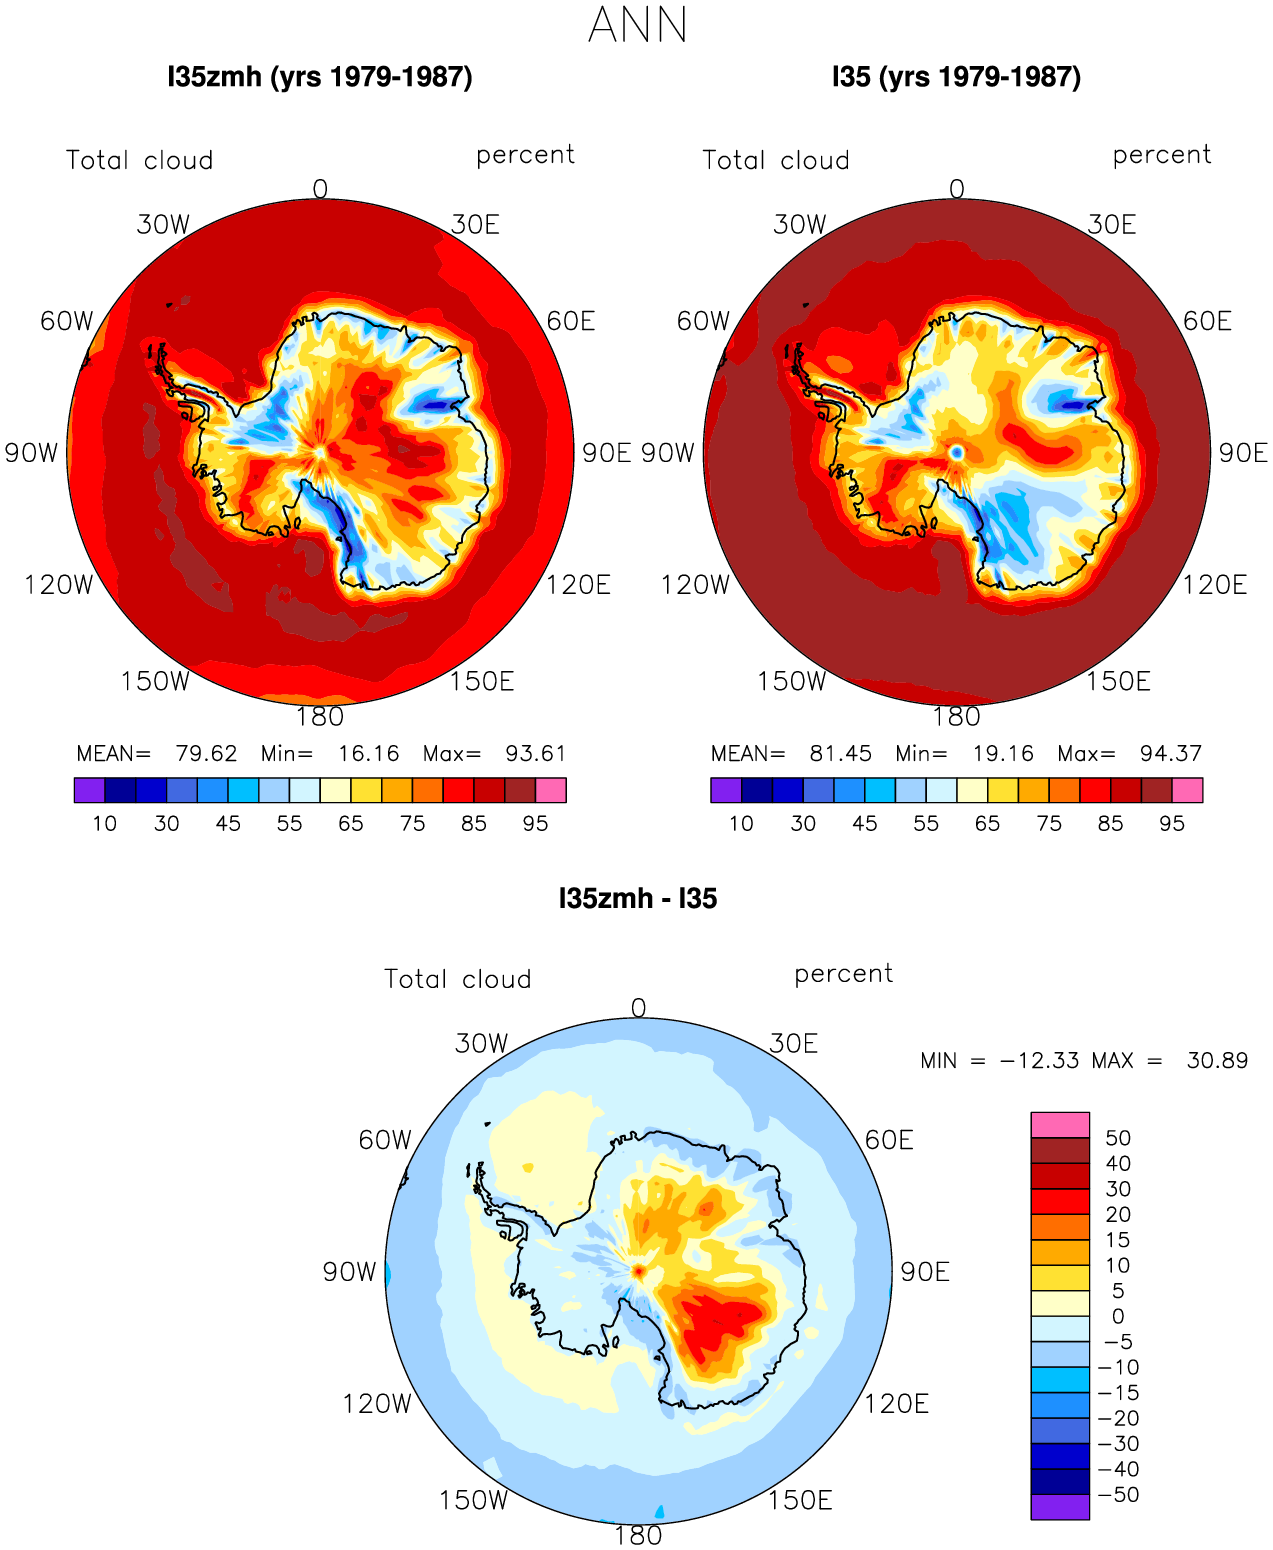 ANN
I35zmh (yrs 1979-1987)
I35 (yrs 1979-1987)
Total cloud percent
0
30W 30E
60W 60E
90W 90E
120W 120E
150W 150E
180
MEAN= 79.62 Min= 16.16 Max= 93.61
10 30 45 55 65 75 85 95
Total cloud percent
0
30W 30E
60W 60E
90W 90E
120W 120E
150W 150E
180
MEAN= 81.45 Min= 19.16 Max= 94.37
10 30 45 55 65 75 85 95
I35zmh - I35
Total cloud percent
0
30W 30E
60W 60E
90W 90E
120W 120E
150W 150E
180
MIN = -12.33 MAX = 30.89
50
40
30
20
15
10
5
0
-5
-10
-15
-20
-30
-40
-50